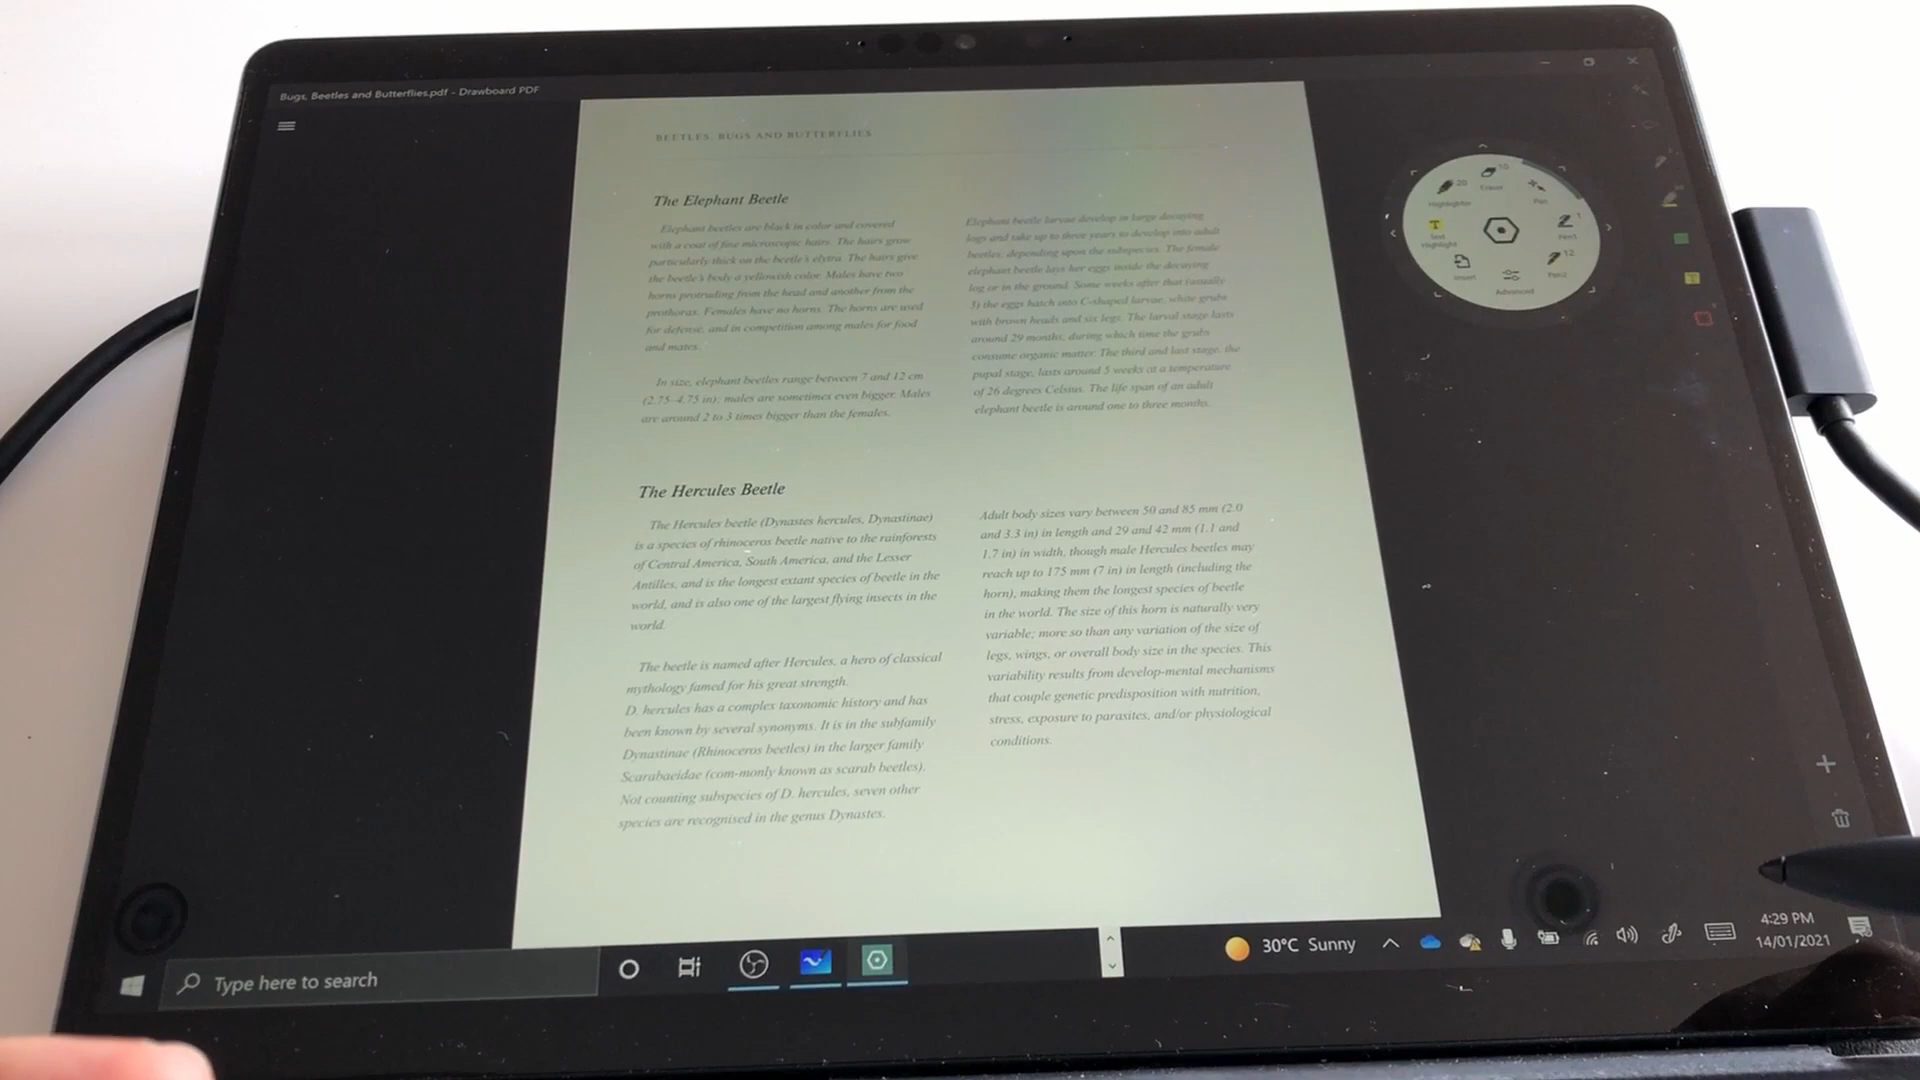 Bugs, Beetles and Butterflies.pdf - Drawboard PDF
BEETLES, BUGS AND BUTTERFLIES
The Elephant Beetle
Elephant beetles are black in color and covered
with a coat of fine microscopic hairs. The hairs grow
particularly thick on the beetle's elytra. The hairs give
the beetle's body a yellowish color. Males have two
horns protruding from the head and another from the
prothorax. Females have no horns. The horns are used
for defense, and in competition among males for food
and mates.
In size, elephant beetles range between 7 and 12 cm
(2.75–4.75 in); males are sometimes even bigger. Males
are around 2 to 3 times bigger than the females.
Elephant beetle larvae develop in large decaying
logs and take up to three years to develop into adult
beetles, depending upon the subspecies. The female
elephant beetle lays her eggs inside the decaying
log or in the ground. Some weeks after that (usually
3) the eggs hatch into C-shaped larvae, white grubs
with brown heads and six legs. The larval stage lasts
around 29 months, during which time the grubs
consume organic matter. The third and last stage, the
pupal stage, lasts around 5 weeks at a temperature
of 26 degrees Celsius. The life span of an adult
elephant beetle is around one to three months.
The Hercules Beetle
The Hercules beetle (Dynastes hercules, Dynastinae)
is a species of rhinoceros beetle native to the rainforests
of Central America, South America, and the Lesser
Antilles, and is the longest extant species of beetle in the
world, and is also one of the largest flying insects in the
world.
The beetle is named after Hercules, a hero of classical
mythology famed for his great strength.
D. hercules has a complex taxonomic history and has
been known by several synonyms. It is in the subfamily
Dynastinae (Rhinoceros beetles) in the larger family
Scarabaeidae (com-monly known as scarab beetles).
Not counting subspecies of D. hercules, seven other
species are recognised in the genus Dynastes.
Adult body sizes vary between 50 and 85 mm (2.0
and 3.3 in) in length and 29 and 42 mm (1.1 and
1.7 in) in width, though male Hercules beetles may
reach up to 175 mm (7 in) in length (including the
horn), making them the longest species of beetle
in the world. The size of this horn is naturally very
variable; more so than any variation of the size of
legs, wings, or overall body size in the species. This
variability results from develop-mental mechanisms
that couple genetic predisposition with nutrition,
stress, exposure to parasites, and/or physiological
conditions.
10
Eraser
20
Highlighter
Pen
T
Text
Highlight
1
Pen1
Insert
12
Pen2
Advanced
T
Type here to search
30°C Sunny
4:29 PM
14/01/2021